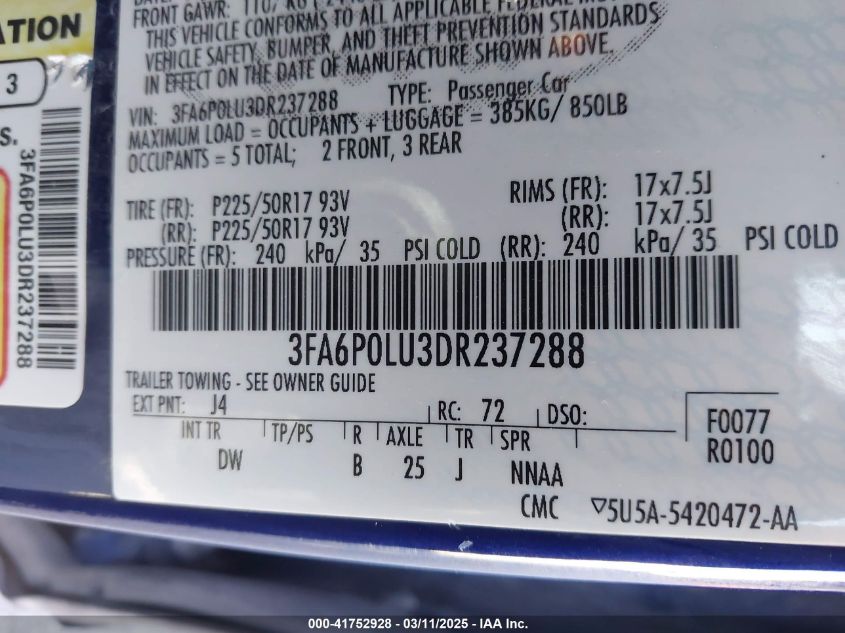 ATION
3
S.
3FA6P0LU3DR237288
FRONT GAWR:
THIS VEHICLE CONFORMS TO ALL APPLICABLE FEDERAL
VEHICLE SAFETY, BUMPER, AND THEFT PREVENTION STANDARDS
IN EFFECT ON THE DATE OF MANUFACTURE SHOWN ABOVE.
VIN: 3FA6P0LU3DR237288 TYPE: Passenger Car
MAXIMUM LOAD = OCCUPANTS + LUGGAGE = 385KG/ 850LB
OCCUPANTS = 5 TOTAL; 2 FRONT, 3 REAR
TIRE (FR): P225/50R17 93V RIMS (FR): 17x7.5J
(RR): P225/50R17 93V (RR): 17x7.5J
PRESSURE (FR): 240 kPa/ 35 PSI COLD (RR): 240 kPa/ 35 PSI COLD
3FA6P0LU3DR237288
TRAILER TOWING - SEE OWNER GUIDE
EXT PNT: J4 RC: 72 DSO:
INT TR TP/PS R AXLE TR SPR
DW B 25 J NNAA
F0077
R0100
CMC ▽5U5A-5420472-AA
000-41752928 - 03/11/2025 - IAA Inc.